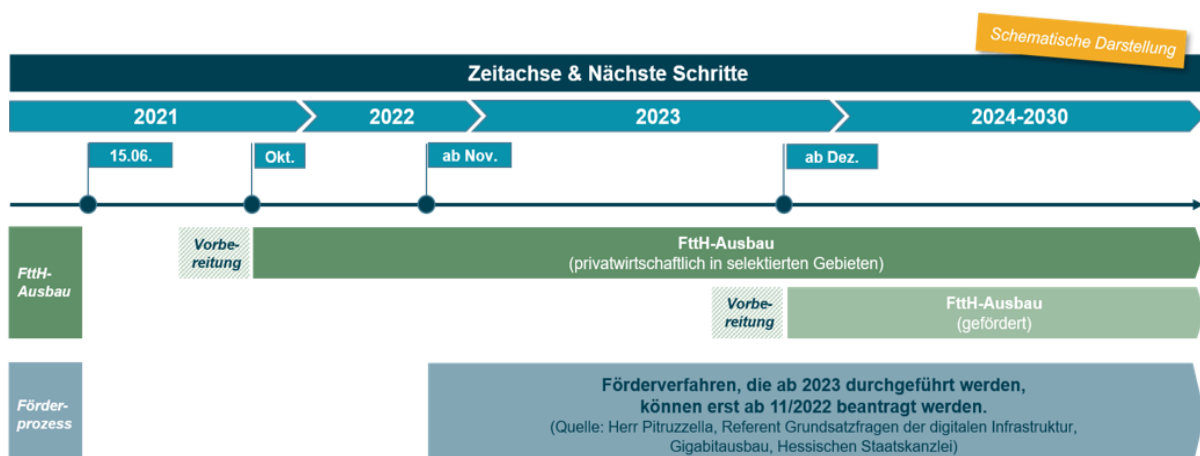 Schematische Darstellung
Zeitachse & Nächste Schritte
2021
2022
2023
2024-2030
15.06.
Okt.
ab Nov.
ab Dez.
FttH-
Ausbau
Vorbe-
reitung
FttH-Ausbau
(privatwirtschaftlich in selektierten Gebieten)
Vorbe-
reitung
FttH-Ausbau
(gefördert)
Förder-
prozess
Förderverfahren, die ab 2023 durchgeführt werden,
können erst ab 11/2022 beantragt werden.
(Quelle: Herr Pitruzzella, Referent Grundsatzfragen der digitalen Infrastruktur,
Gigabitausbau, Hessischen Staatskanzlei)